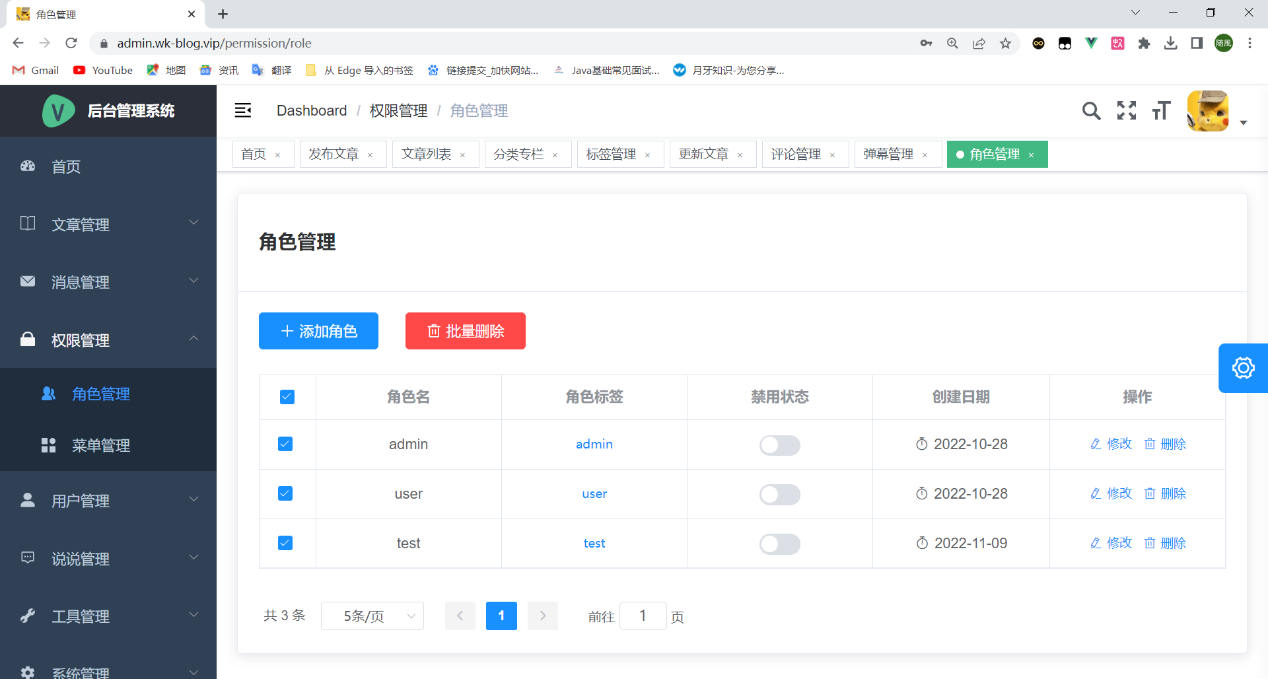 角色管理
admin.wk-blog.vip/permission/role
Gmail
YouTube
地图
资讯
翻译
从 Edge 导入的书签
链接提交_加快网站...
Java基础常见面试...
月牙知识-为您分享...
后台管理系统
Dashboard / 权限管理 / 角色管理
首页 ×
发布文章 ×
文章列表 ×
分类专栏 ×
标签管理 ×
更新文章 ×
评论管理 ×
弹幕管理 ×
角色管理 ×
首页
文章管理
消息管理
权限管理
角色管理
菜单管理
用户管理
说说管理
工具管理
系统管理
角色管理
添加角色
批量删除
角色名 角色标签 禁用状态 创建日期 操作
admin admin 2022-10-28 修改 删除
user user 2022-10-28 修改 删除
test test 2022-11-09 修改 删除
共 3 条 5条/页 1 前往 1 页